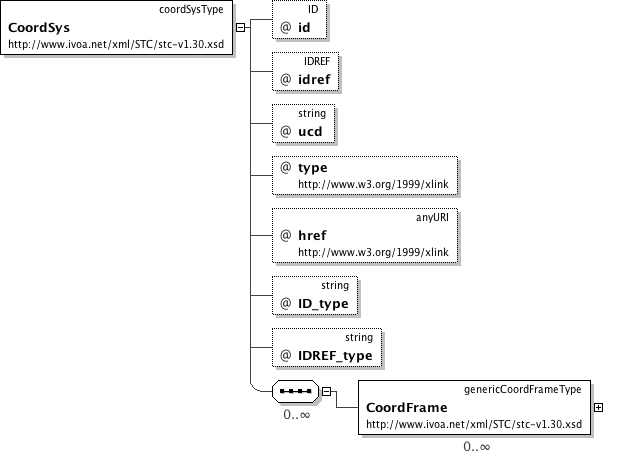 coordSysType
CoordSys
http://www.ivoa.net/xml/STC/stc-v1.30.xsd
ID
@ id
IDREF
@ idref
string
@ ucd
@ type
http://www.w3.org/1999/xlink
anyURI
@ href
http://www.w3.org/1999/xlink
string
@ ID_type
string
@ IDREF_type
0..∞
genericCoordFrameType
CoordFrame
http://www.ivoa.net/xml/STC/stc-v1.30.xsd
0..∞